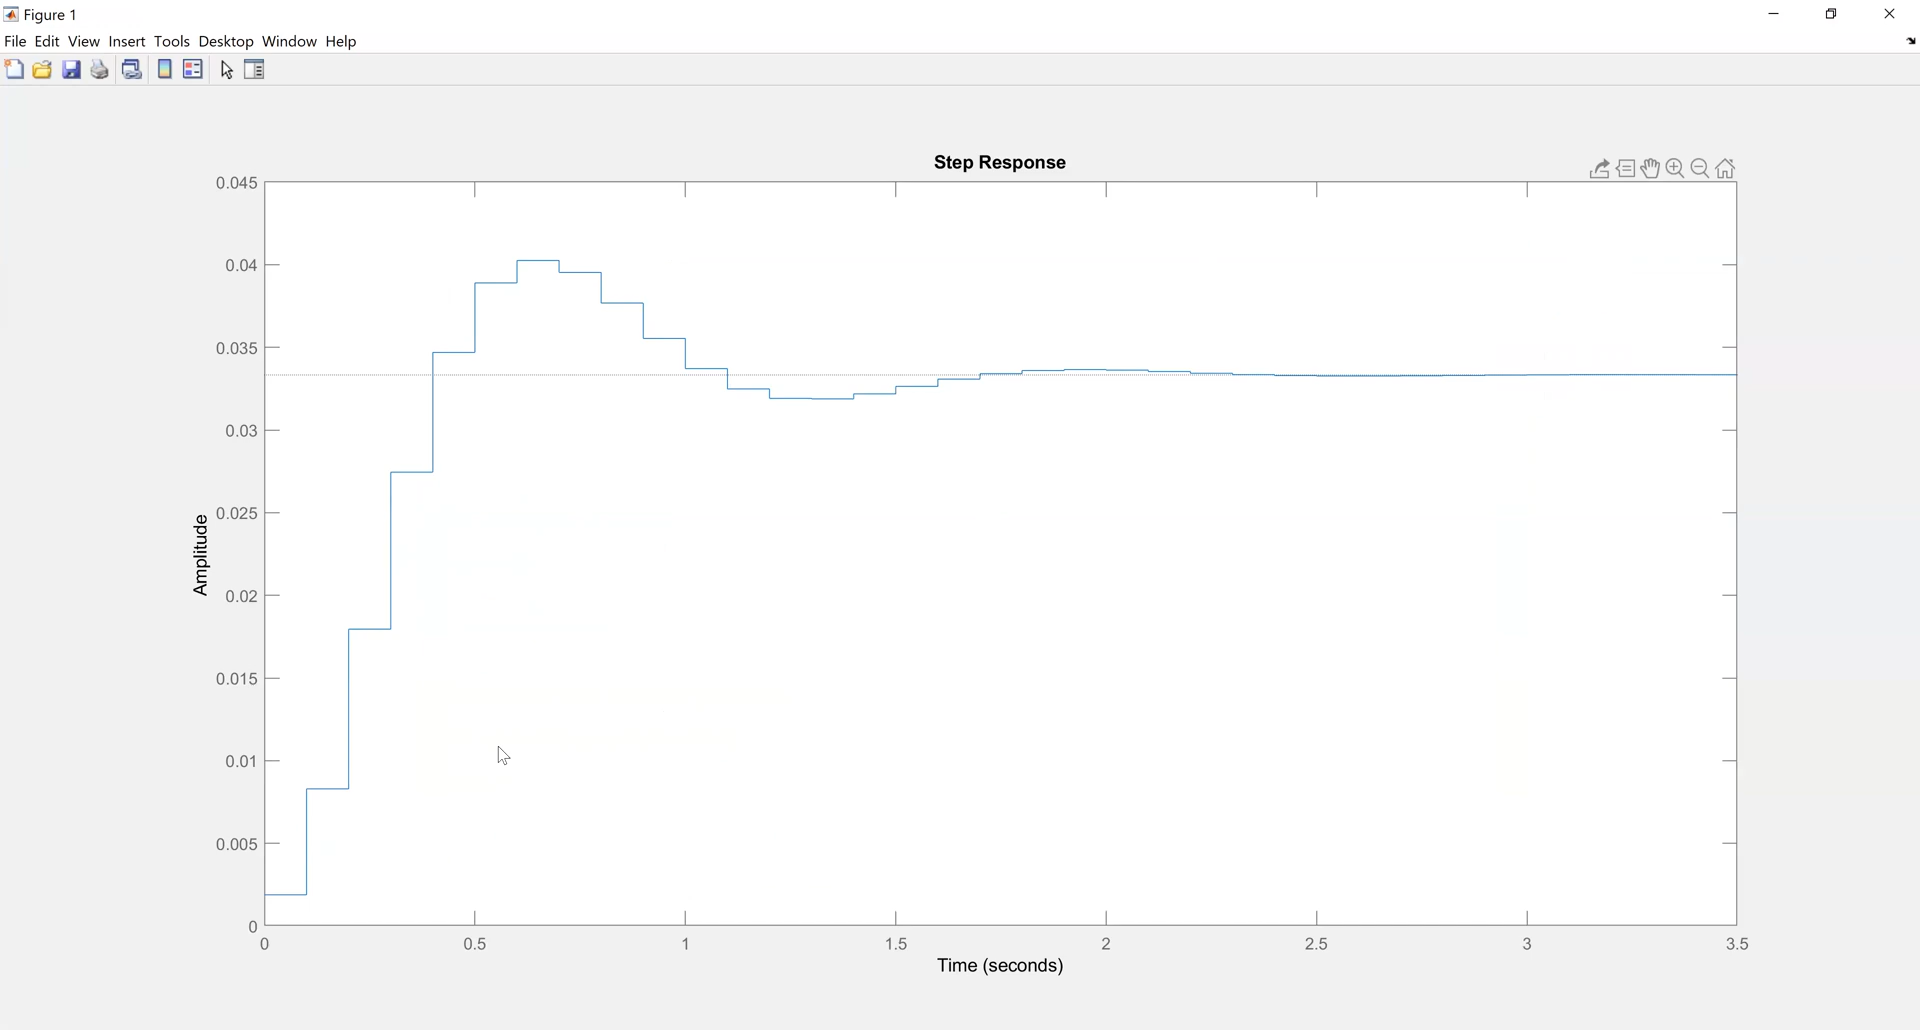 Figure 1
File Edit View Insert Tools Desktop Window Help
Step Response
0.045
0.04
0.035
0.03
0.025
0.02
0.015
0.01
0.005
0
Amplitude
0 0.5 1 1.5 2 2.5 3 3.5
Time (seconds)